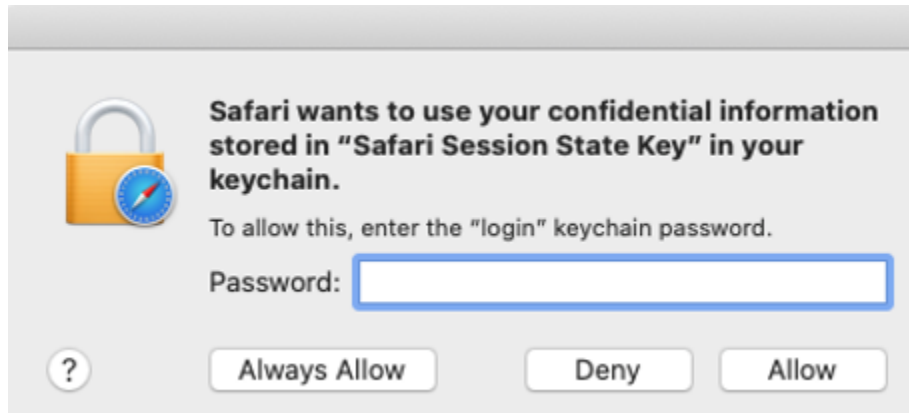 Safari wants to use your confidential information
stored in “Safari Session State Key” in your
keychain.
To allow this, enter the “login” keychain password.
Password:
? Always Allow Deny Allow